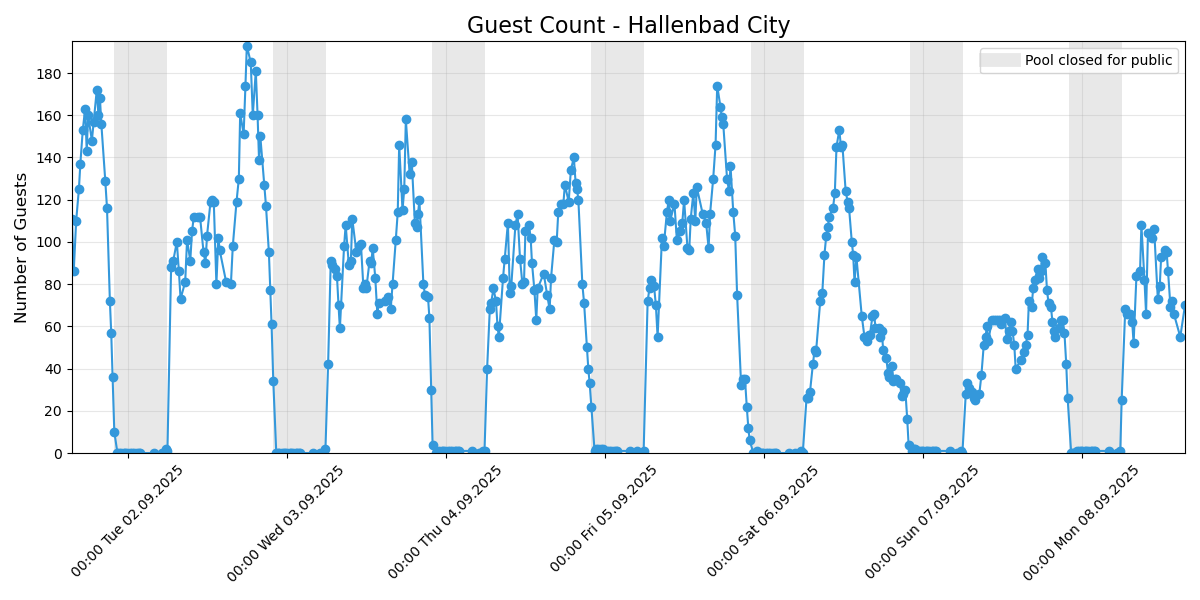 Guest Count - Hallenbad City
Pool closed for public
Number of Guests
180
160
140
120
100
80
60
40
20
0
00:00 Tue 02.09.2025
00:00 Wed 03.09.2025
00:00 Thu 04.09.2025
00:00 Fri 05.09.2025
00:00 Sat 06.09.2025
00:00 Sun 07.09.2025
00:00 Mon 08.09.2025